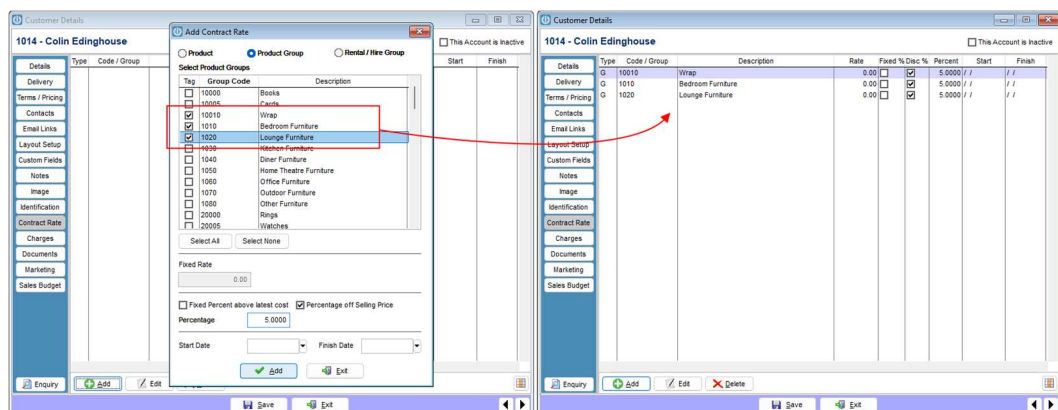 Customer Details
1014 - Colin Edinghouse
This Account is Inactive
Details
Delivery
Terms / Pricing
Contacts
Email Links
Layout Setup
Custom Fields
Notes
Image
Identification
Contract Rate
Charges
Documents
Marketing
Sales Budget
Enquiry
Type Code / Group Start Finish
Add Edit
Save Exit
Add Contract Rate
Product Product Group Rental / Hire Group
Select Product Groups
Tag Group Code Description
10000 Books
10005 Cards
10010 Wrap
1010 Bedroom Furniture
1020 Lounge Furniture
1030 Kitchen Furniture
1040 Diner Furniture
1050 Home Theatre Furniture
1060 Office Furniture
1070 Outdoor Furniture
1080 Other Furniture
20000 Rings
20005 Watches
Select All Select None
Fixed Rate
0.00
Fixed Percent above latest cost Percentage off Selling Price
Percentage 5.0000
Start Date Finish Date
Add Exit
Customer Details
1014 - Colin Edinghouse
This Account is Inactive
Details
Delivery
Terms / Pricing
Contacts
Email Links
Layout Setup
Custom Fields
Notes
Image
Identification
Contract Rate
Charges
Documents
Marketing
Sales Budget
Enquiry
Type Code / Group Description Rate Fixed % Disc % Percent Start Finish
G 10010 Wrap 0.00 5.0000 / / / /
G 1010 Bedroom Furniture 0.00 5.0000 / / / /
G 1020 Lounge Furniture 0.00 5.0000 / / / /
Add Edit Delete
Save Exit